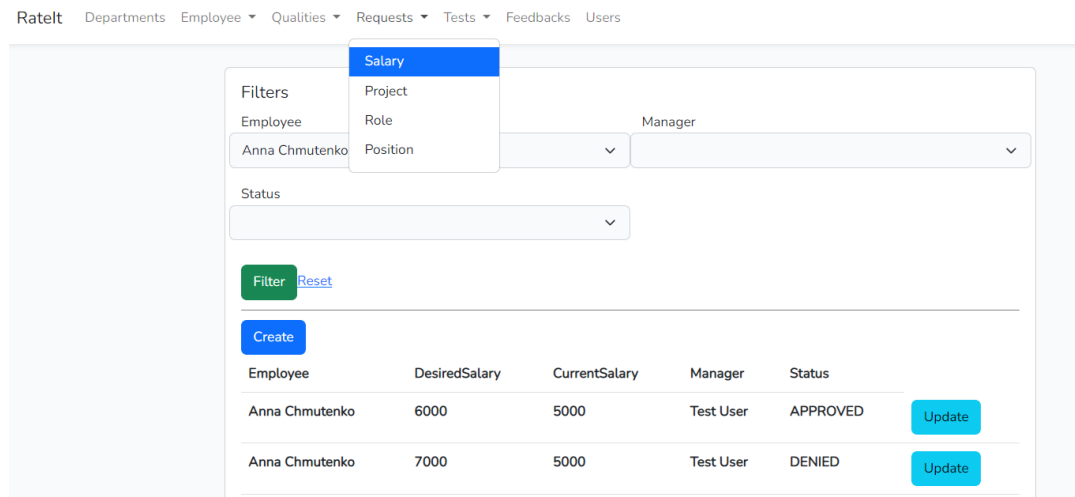 RateIt Departments Employee Qualities Requests Tests Feedbacks Users
Salary
Project
Role
Position
Filters
Employee Manager
Anna Chmutenko
Status
Filter Reset
Create
Employee DesiredSalary CurrentSalary Manager Status
Anna Chmutenko 6000 5000 Test User APPROVED Update
Anna Chmutenko 7000 5000 Test User DENIED Update